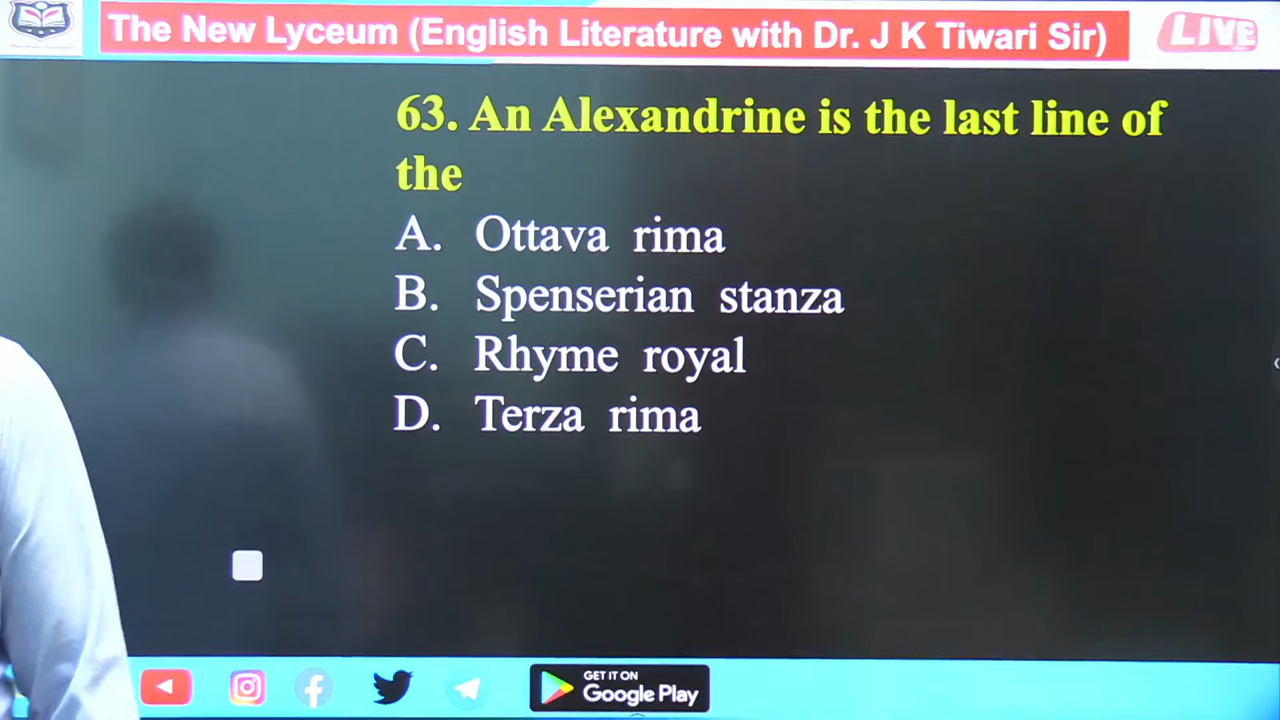 The New Lyceum (English Literature with Dr. J K Tiwari Sir)
LIVE
63. An Alexandrine is the last line of
the
A. Ottava rima
B. Spenserian stanza
C. Rhyme royal
D. Terza rima
GET IT ON
Google Play